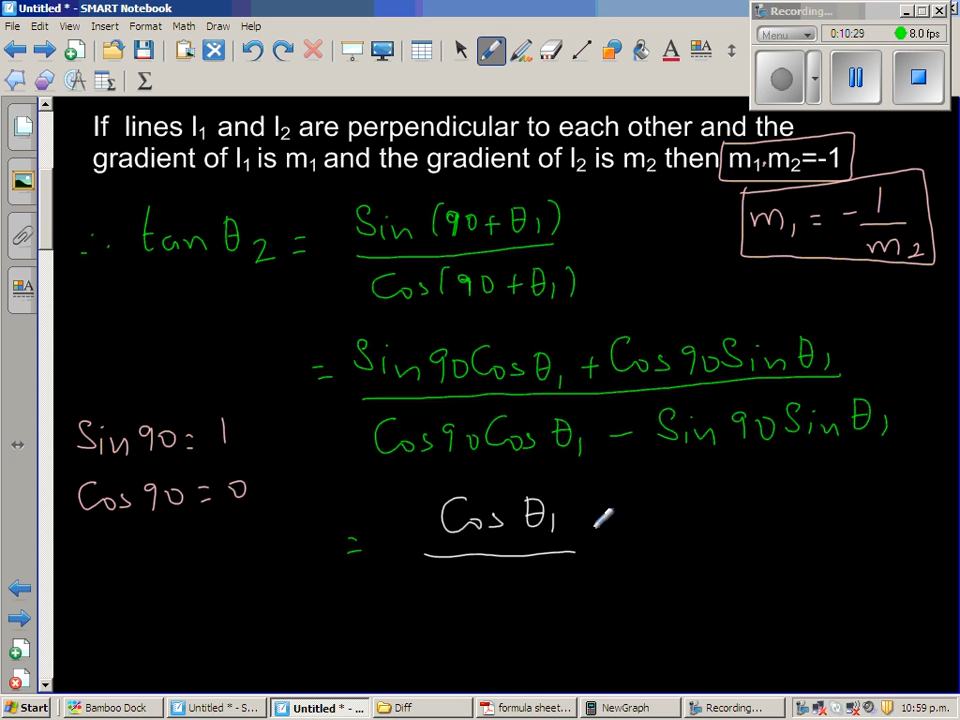 Untitled * - SMART Notebook
Recording...
File Edit View Insert Format Math Draw Help
Menu 0:10:29 8.0 fps
If lines l₁ and l₂ are perpendicular to each other and the
gradient of l₁ is m₁ and the gradient of l₂ is m₂ then m₁.m₂=-1
m₁ = - 1/m₂
∴ tan θ₂ = Sin (90+θ₁)
Cos(90+θ₁)
= Sin90Cosθ₁ + Cos90Sinθ₁
Cos90Cosθ₁ - Sin90Sinθ₁
Sin90= 1
Cos90=0
= Cos θ₁
Start Bamboo Dock Untitled * - S... Untitled * - ... Diff formula sheet... NewGraph Recording... 10:59 p.m.